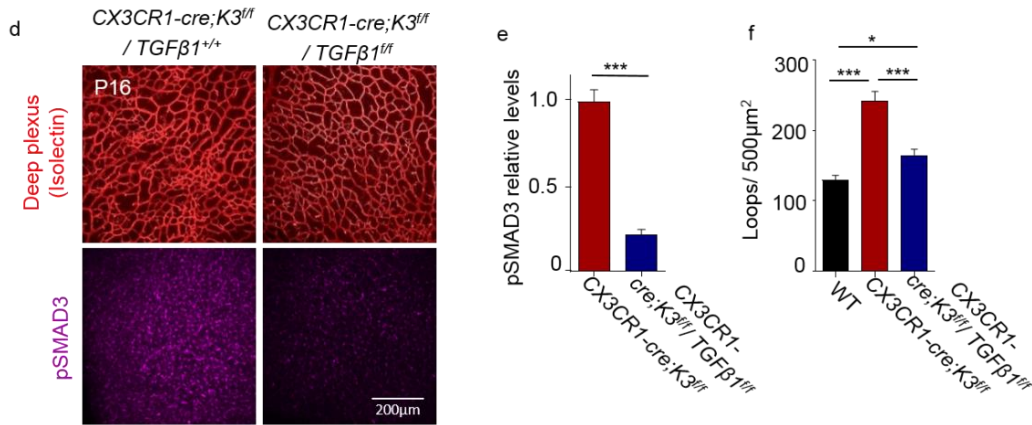 d
CX3CR1-cre;K3f/f
/ TGFβ1+/+
CX3CR1-cre;K3f/f
/ TGFβ1f/f
P16
Deep plexus
(Isolectin)
pSMAD3
200μm
e
pSMAD3 relative levels
1.0
0.5
0
***
CX3CR1-cre;K3f/f
CX3CR1-
cre;K3f/f/ TGFβ1f/f
f
Loops/ 500μm2
300
200
100
0
*
***
***
WT
CX3CR1-cre;K3f/f
CX3CR1-
cre;K3f/f/ TGFβ1f/f